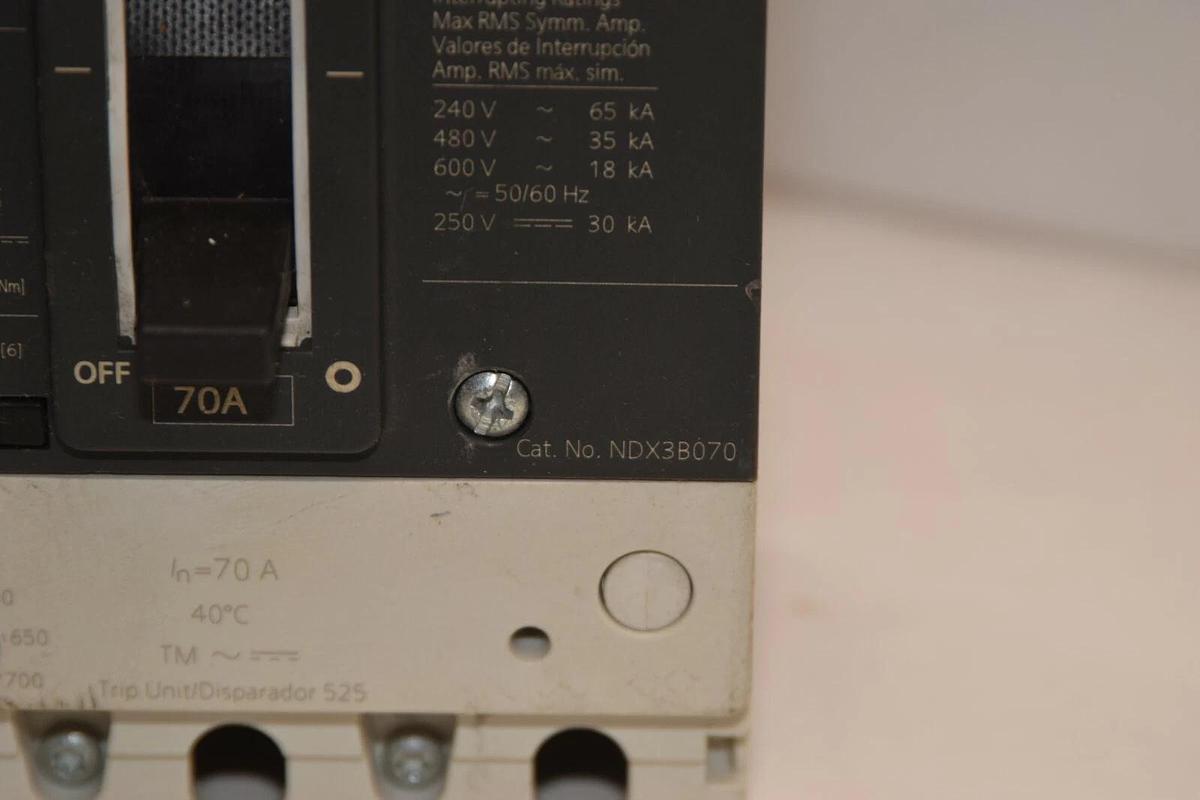 Interrupting Ratings
Max RMS Symm. Amp.
Valores de Interrupción
Amp. RMS máx. sim.
240 V ~ 65 kA
480 V ~ 35 kA
600 V ~ 18 kA
~ = 50/60 Hz
250 V ⎓ 30 kA
Nm]
[6]
OFF O
70A
Cat. No. NDX3B070
In=70 A
40°C
650
TM ~ ⎓
700
Trip Unit/Disparador 525